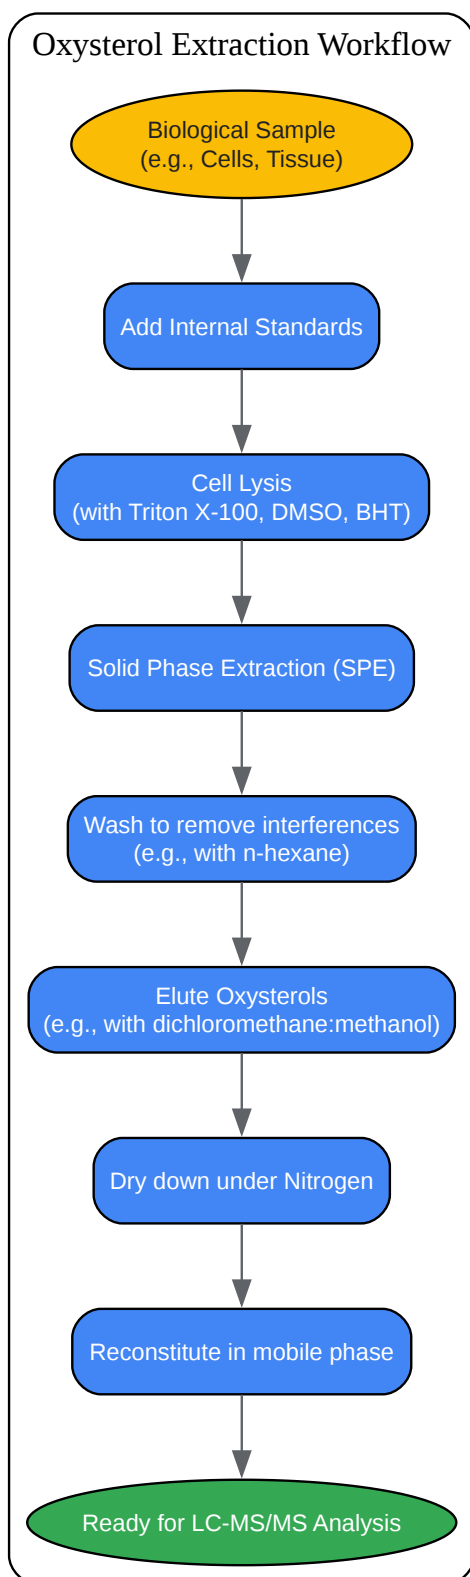 Oxysterol Extraction Workflow
Biological Sample
(e.g., Cells, Tissue)
Add Internal Standards
Cell Lysis
(with Triton X-100, DMSO, BHT)
Solid Phase Extraction (SPE)
Wash to remove interferences
(e.g., with n-hexane)
Elute Oxysterols
(e.g., with dichloromethane:methanol)
Dry down under Nitrogen
Reconstitute in mobile phase
Ready for LC-MS/MS Analysis